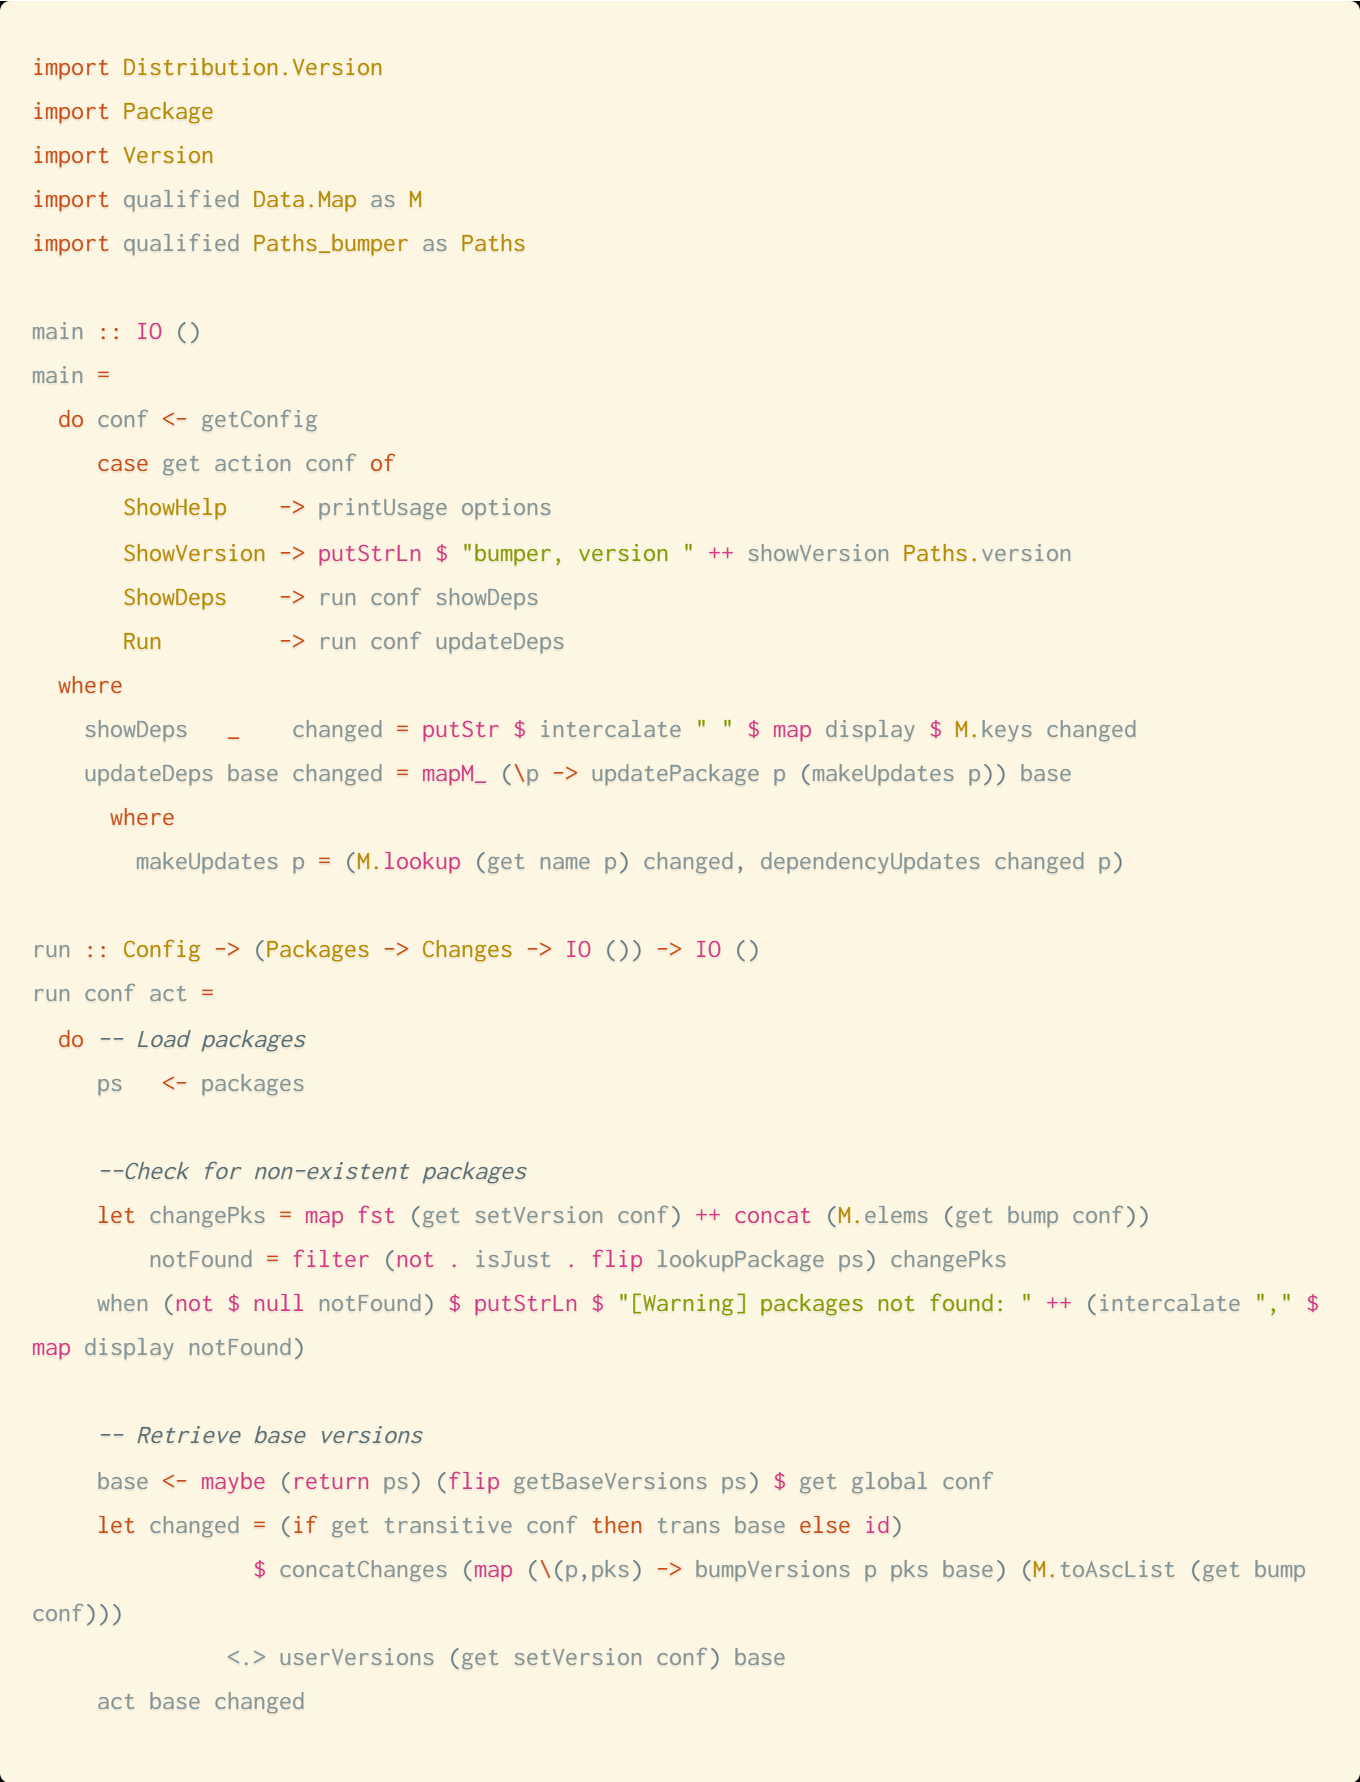 import Distribution.Version
import Package
import Version
import qualified Data.Map as M
import qualified Paths_bumper as Paths

main :: IO ()
main =
  do conf <- getConfig
     case get action conf of
       ShowHelp    -> printUsage options
       ShowVersion -> putStrLn $ "bumper, version " ++ showVersion Paths.version
       ShowDeps    -> run conf showDeps
       Run         -> run conf updateDeps
  where
    showDeps   _    changed = putStr $ intercalate " " $ map display $ M.keys changed
    updateDeps base changed = mapM_ (\p -> updatePackage p (makeUpdates p)) base
      where
        makeUpdates p = (M.lookup (get name p) changed, dependencyUpdates changed p)

run :: Config -> (Packages -> Changes -> IO ()) -> IO ()
run conf act =
  do -- Load packages
     ps   <- packages

     --Check for non-existent packages
     let changePks = map fst (get setVersion conf) ++ concat (M.elems (get bump conf))
         notFound = filter (not . isJust . flip lookupPackage ps) changePks
     when (not $ null notFound) $ putStrLn $ "[Warning] packages not found: " ++ (intercalate "," $
map display notFound)

     -- Retrieve base versions
     base <- maybe (return ps) (flip getBaseVersions ps) $ get global conf
     let changed = (if get transitive conf then trans base else id)
                 $ concatChanges (map (\(p,pks) -> bumpVersions p pks base) (M.toAscList (get bump
conf)))
               <.> userVersions (get setVersion conf) base
     act base changed